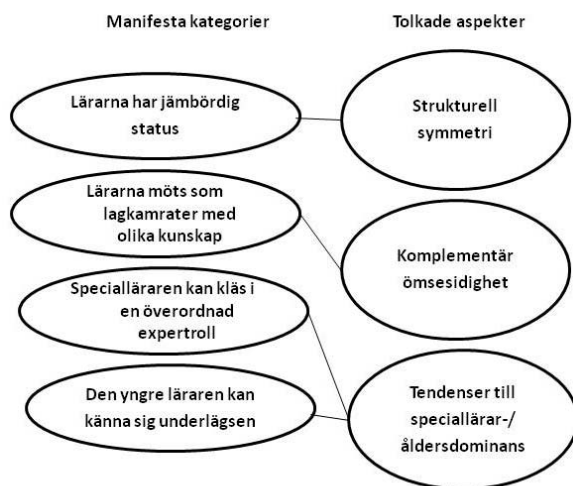 Manifesta kategorier
Tolkade aspekter
Lärarna har jämbördig
status
Strukturell
symmetri
Lärarna möts som
lagkamrater med
olika kunskap
Komplementär
ömsesidighet
Specialläraren kan kläs i
en överordnad
expertroll
Den yngre läraren kan
känna sig underlägsen
Tendenser till
speciallärar-/
åldersdominans